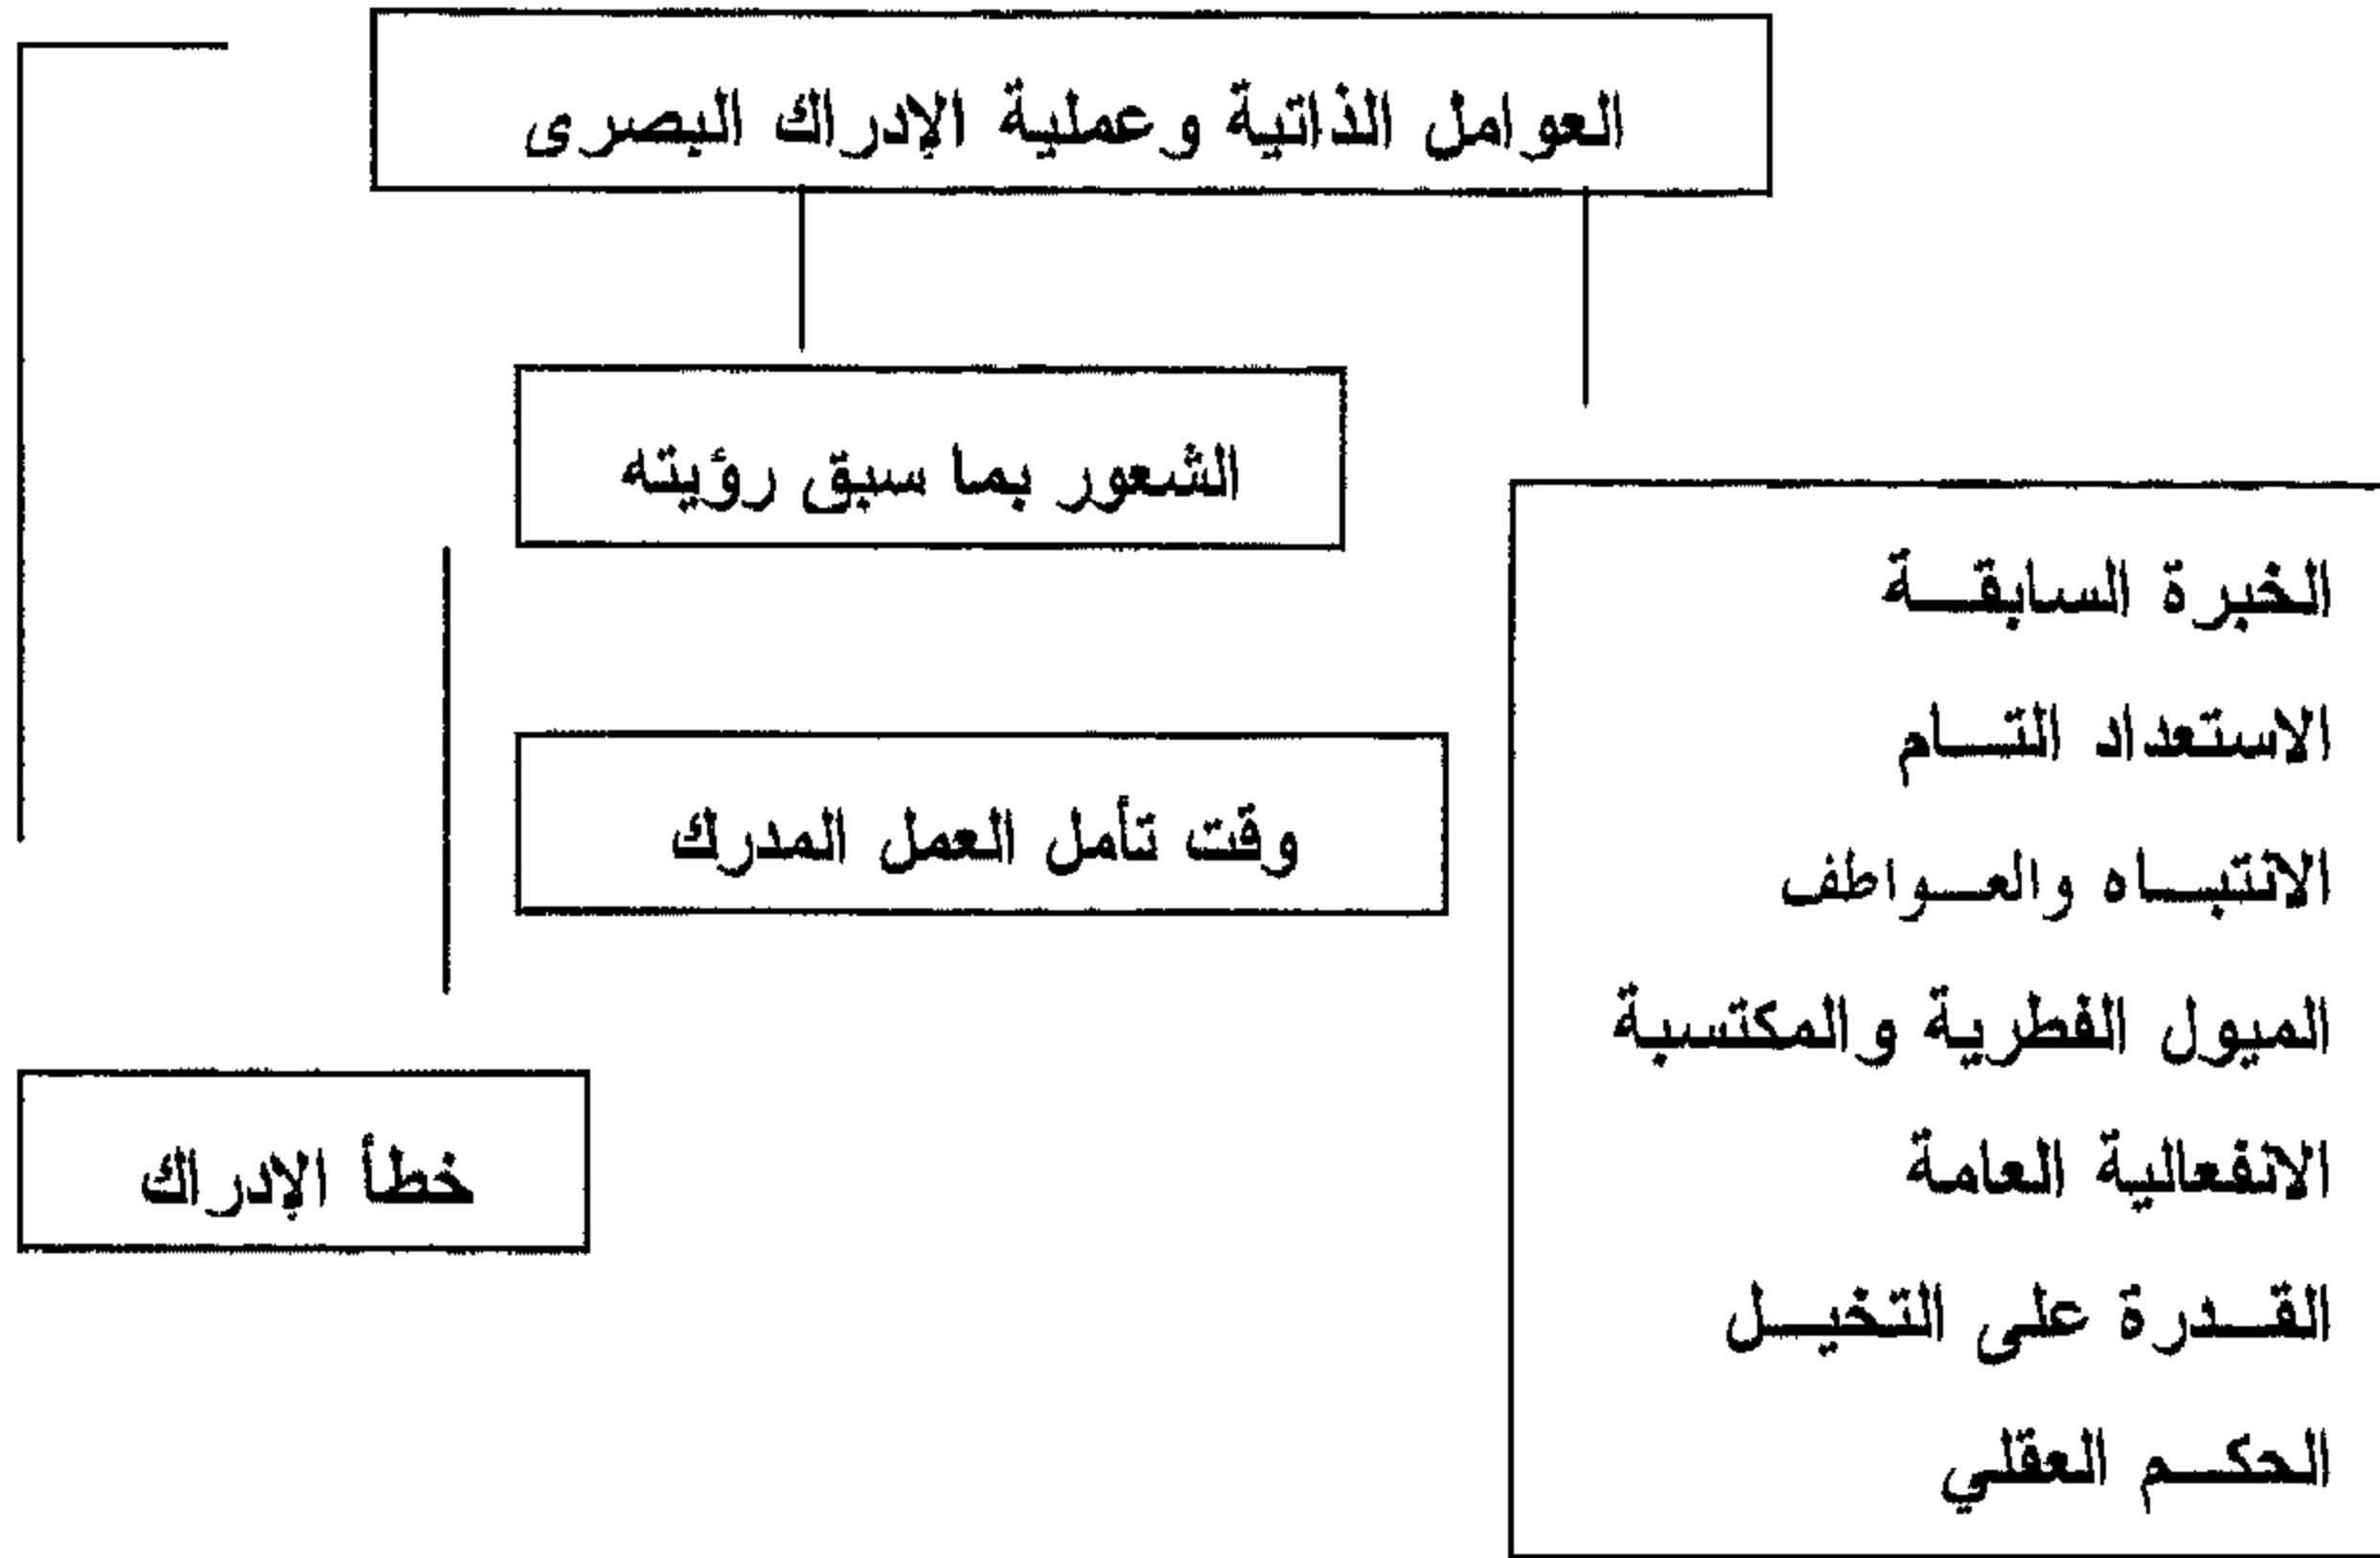 العوامل الذاتية وعملية الإدراك البصرى
الشعور بما سبق رؤيته
وقت تأمل العمل المدرك
خطأ الإدراك
الخبرة السابقة
الاستعداد التام
الانتباه والعواطف
الميول الفطرية والمكتسبة
الانفعالية العامة
القدرة على التخيل
الحكم العقلي